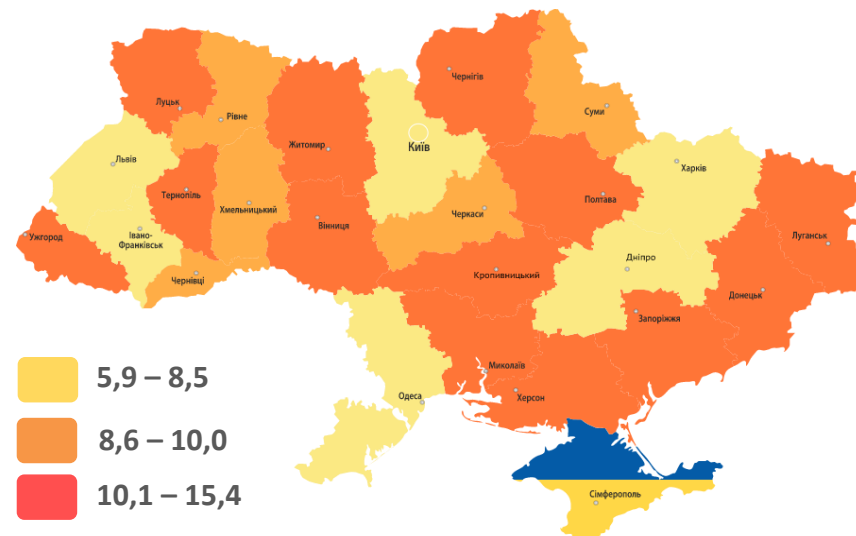 Чернігів
Луцьк
Рівне
Суми
Житомир
Київ
Львів
Харків
Тернопіль
Хмельницький
Полтава
Черкаси
Вінниця
Ужгород
Івано-
Франківськ
Луганськ
Дніпро
Чернівці
Кропивницький
Донецьк
Запоріжжя
Миколаїв
5,9 – 8,5
Одеса
Херсон
8,6 – 10,0
10,1 – 15,4
Сімферополь